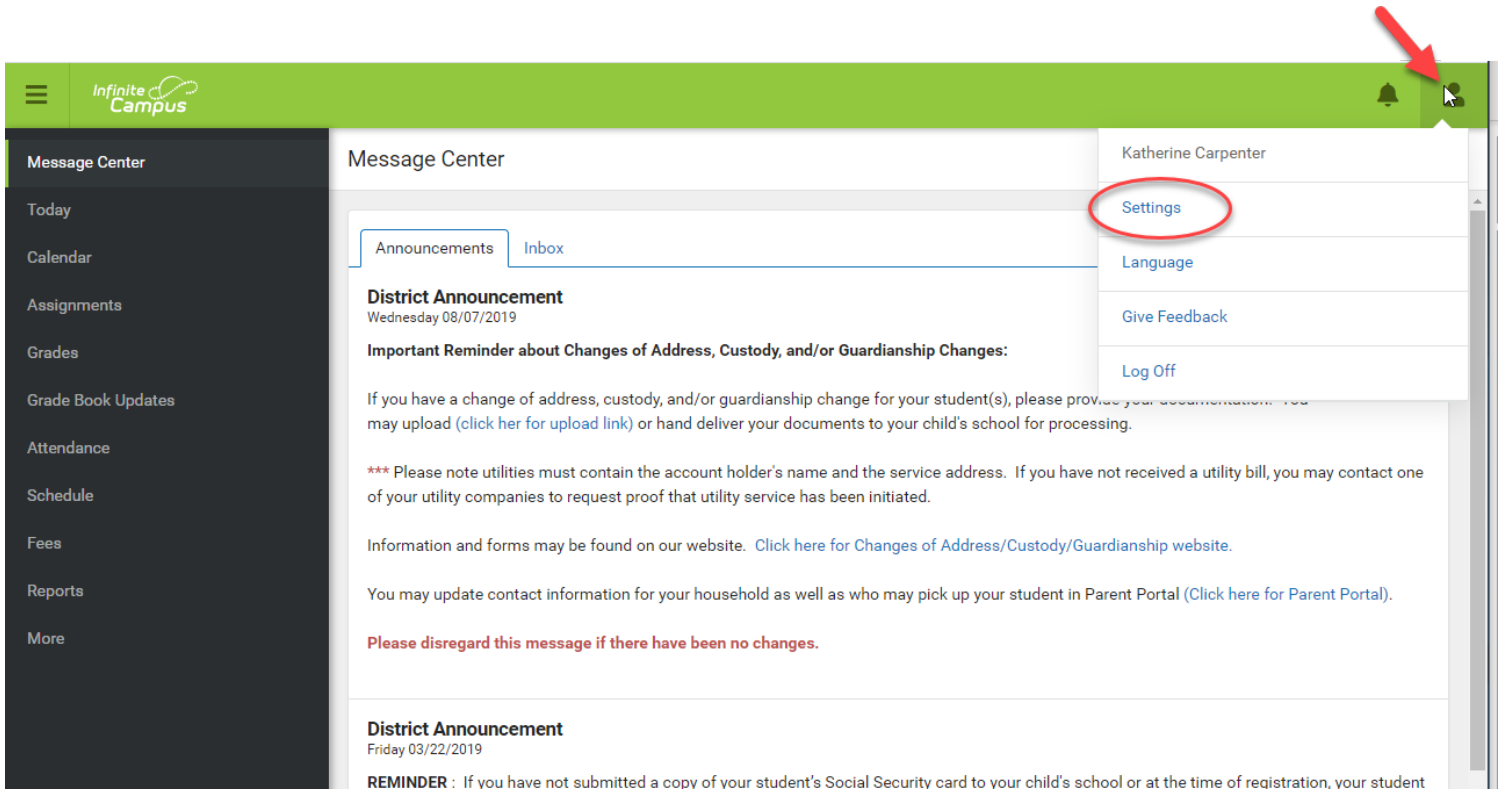 Infinite
Campus
Message Center
Today
Calendar
Assignments
Grades
Grade Book Updates
Attendance
Schedule
Fees
Reports
More
Message Center
Katherine Carpenter
Settings
Language
Give Feedback
Log Off
Announcements Inbox
District Announcement
Wednesday 08/07/2019
Important Reminder about Changes of Address, Custody, and/or Guardianship Changes:
If you have a change of address, custody, and/or guardianship change for your student(s), please provide your documentation. You
may upload (click her for upload link) or hand deliver your documents to your child's school for processing.
*** Please note utilities must contain the account holder's name and the service address. If you have not received a utility bill, you may contact one
of your utility companies to request proof that utility service has been initiated.
Information and forms may be found on our website. Click here for Changes of Address/Custody/Guardianship website.
You may update contact information for your household as well as who may pick up your student in Parent Portal (Click here for Parent Portal).
Please disregard this message if there have been no changes.
District Announcement
Friday 03/22/2019
REMINDER : If you have not submitted a copy of your student's Social Security card to your child's school or at the time of registration, your student